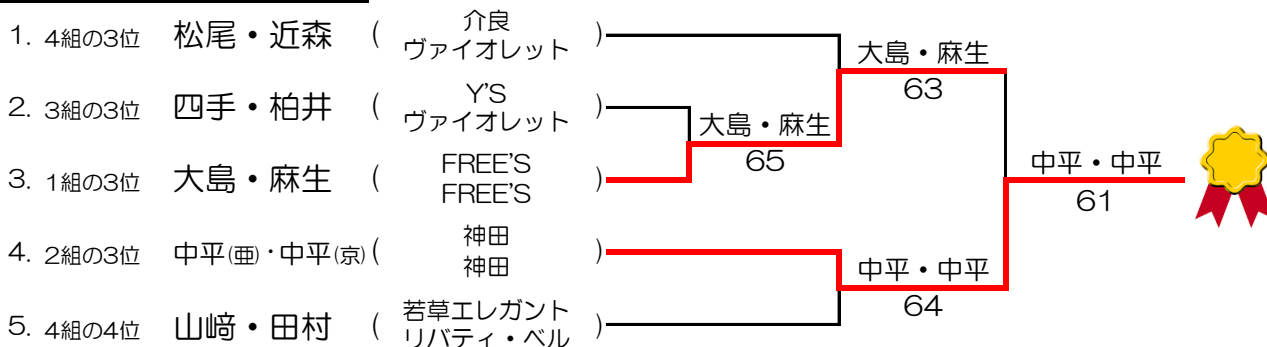 1. 4組の3位 松尾・近森 ( 介良 ヴァイオレット )
大島・麻生
63
2. 3組の3位 四手・柏井 ( Y'S ヴァイオレット )
大島・麻生
65
3. 1組の3位 大島・麻生 ( FREE'S FREE'S )
中平・中平
61
4. 2組の3位 中平(亜)・中平(京) ( 神田 神田 )
中平・中平
64
5. 4組の4位 山﨑・田村 ( 若草エレガント リバティ・ベル )